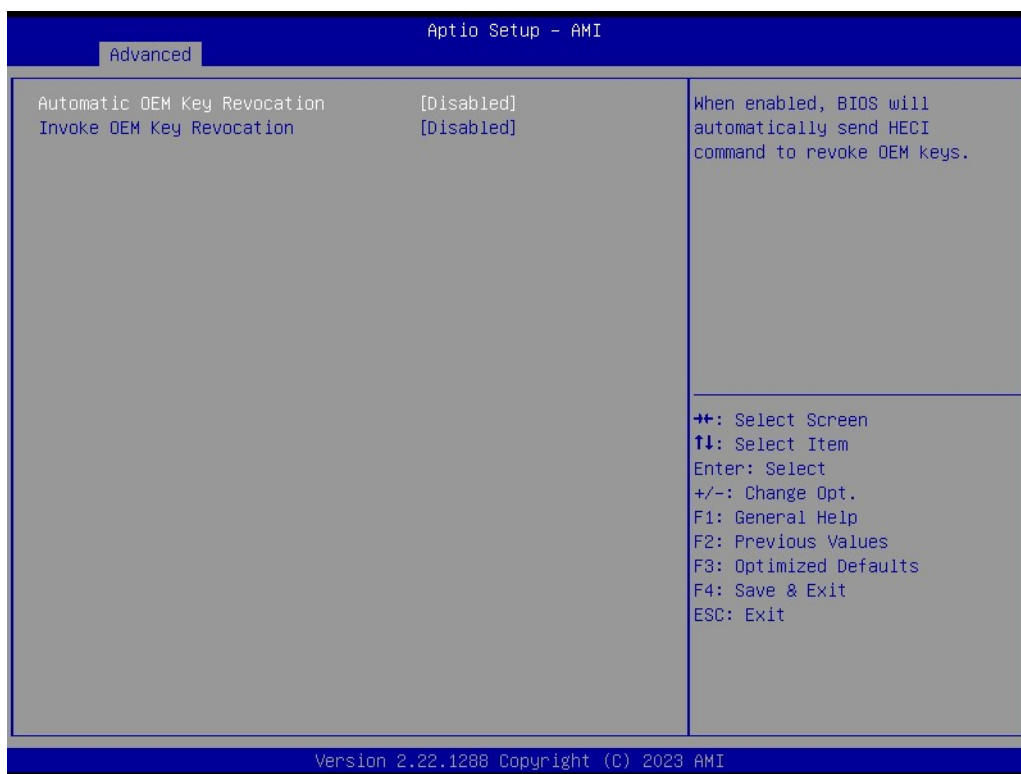 Aptio Setup - AMI
Advanced
Automatic OEM Key Revocation [Disabled]
Invoke OEM Key Revocation [Disabled]
When enabled, BIOS will
automatically send HECI
command to revoke OEM keys.
→←: Select Screen
↑↓: Select Item
Enter: Select
+/-: Change Opt.
F1: General Help
F2: Previous Values
F3: Optimized Defaults
F4: Save & Exit
ESC: Exit
Version 2.22.1288 Copyright (C) 2023 AMI